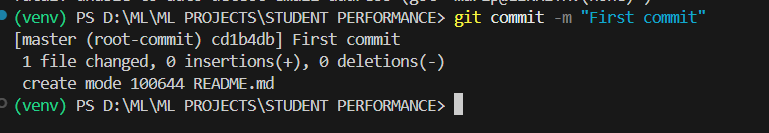 (venv) PS D:\ML\ML PROJECTS\STUDENT PERFORMANCE> git commit -m "First commit"
[master (root-commit) cd1b4db] First commit
 1 file changed, 0 insertions(+), 0 deletions(-)
 create mode 100644 README.md
(venv) PS D:\ML\ML PROJECTS\STUDENT PERFORMANCE>